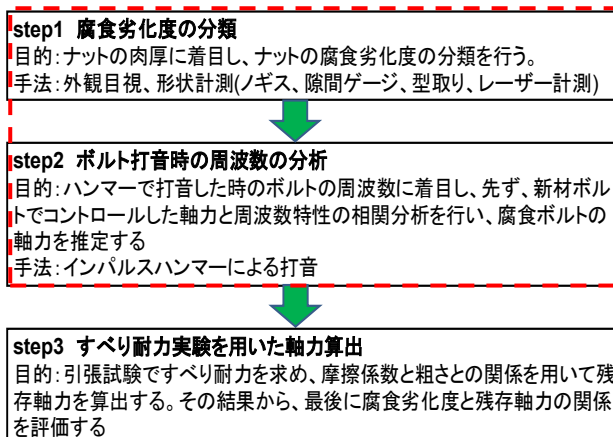 step1 腐食劣化度の分類
目的:ナットの肉厚に着目し、ナットの腐食劣化度の分類を行う。
手法:外観目視、形状計測(ノギス、隙間ゲージ、型取り、レーザー計測)
step2 ボルト打音時の周波数の分析
目的:ハンマーで打音した時のボルトの周波数に着目し、先ず、新材ボル
トでコントロールした軸力と周波数特性の相関分析を行い、腐食ボルトの
軸力を推定する
手法:インパルスハンマーによる打音
step3 すべり耐力実験を用いた軸力算出
目的:引張試験ですべり耐力を求め、摩擦係数と粗さとの関係を用いて残
存軸力を算出する。その結果から、最後に腐食劣化度と残存軸力の関係
を評価する